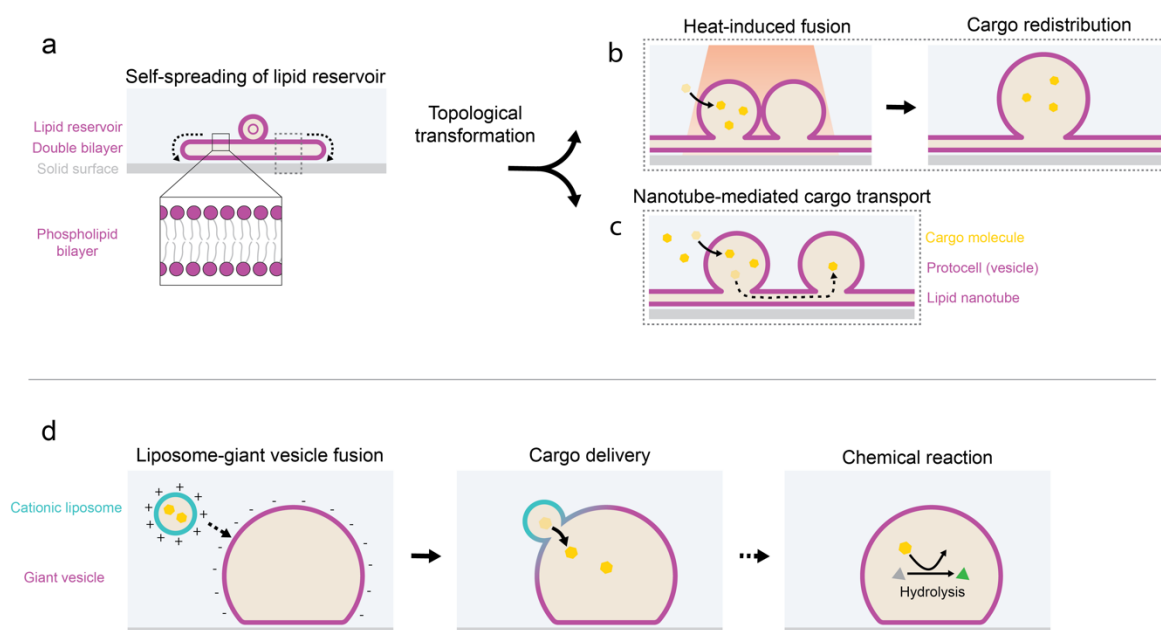 a
Self-spreading of lipid reservoir
Lipid reservoir
Double bilayer
Solid surface
Phospholipid
bilayer
Topological
transformation
b
Heat-induced fusion
Cargo redistribution
Nanotube-mediated cargo transport
c
Cargo molecule
Protocell (vesicle)
Lipid nanotube
d
Liposome-giant vesicle fusion
Cargo delivery
Chemical reaction
Cationic liposome
+ + + + + + + + +
- - - - - - - - - -
Giant vesicle
Hydrolysis